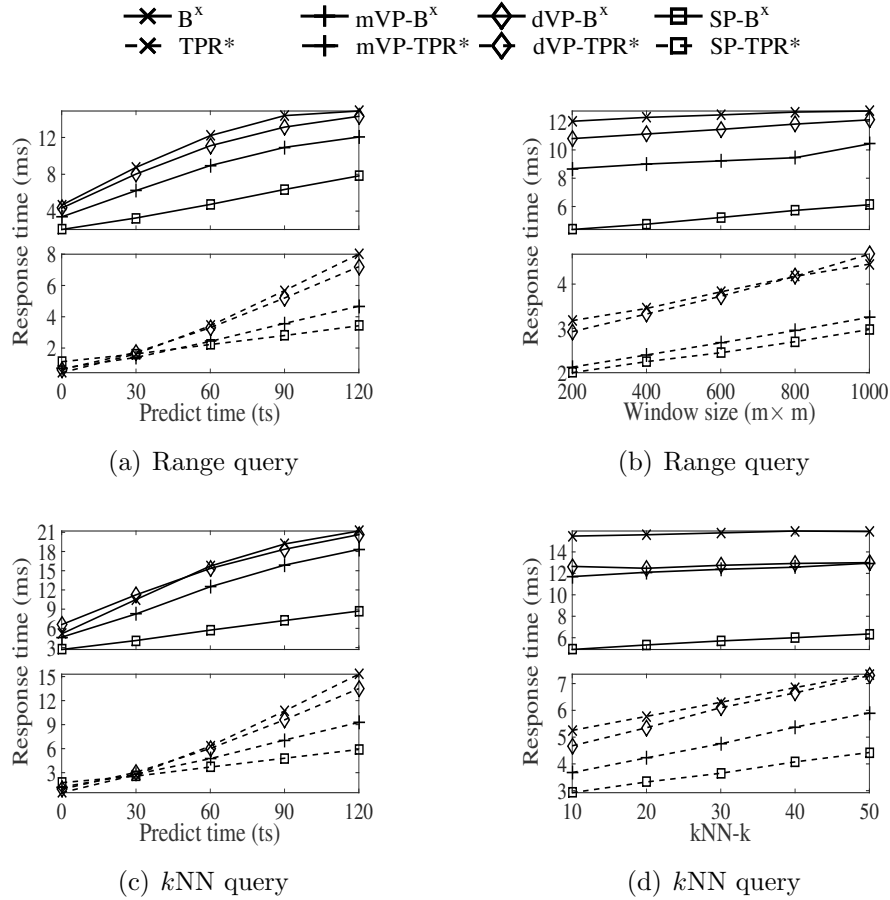 B^x mVP-B^x dVP-B^x SP-B^x
TPR* mVP-TPR* dVP-TPR* SP-TPR*
Response time (ms)
12
8
4
8
6
4
2
0 30 60 90 120
Predict time (ts)
(a) Range query
Response time (ms)
12
10
8
6
4
3
2
200 400 600 800 1000
Window size (m× m)
(b) Range query
Response time (ms)
21
18
15
12
9
6
3
15
12
9
6
3
0 30 60 90 120
Predict time (ts)
(c) kNN query
Response time (ms)
14
12
10
8
6
7
6
5
4
3
10 20 30 40 50
kNN-k
(d) kNN query